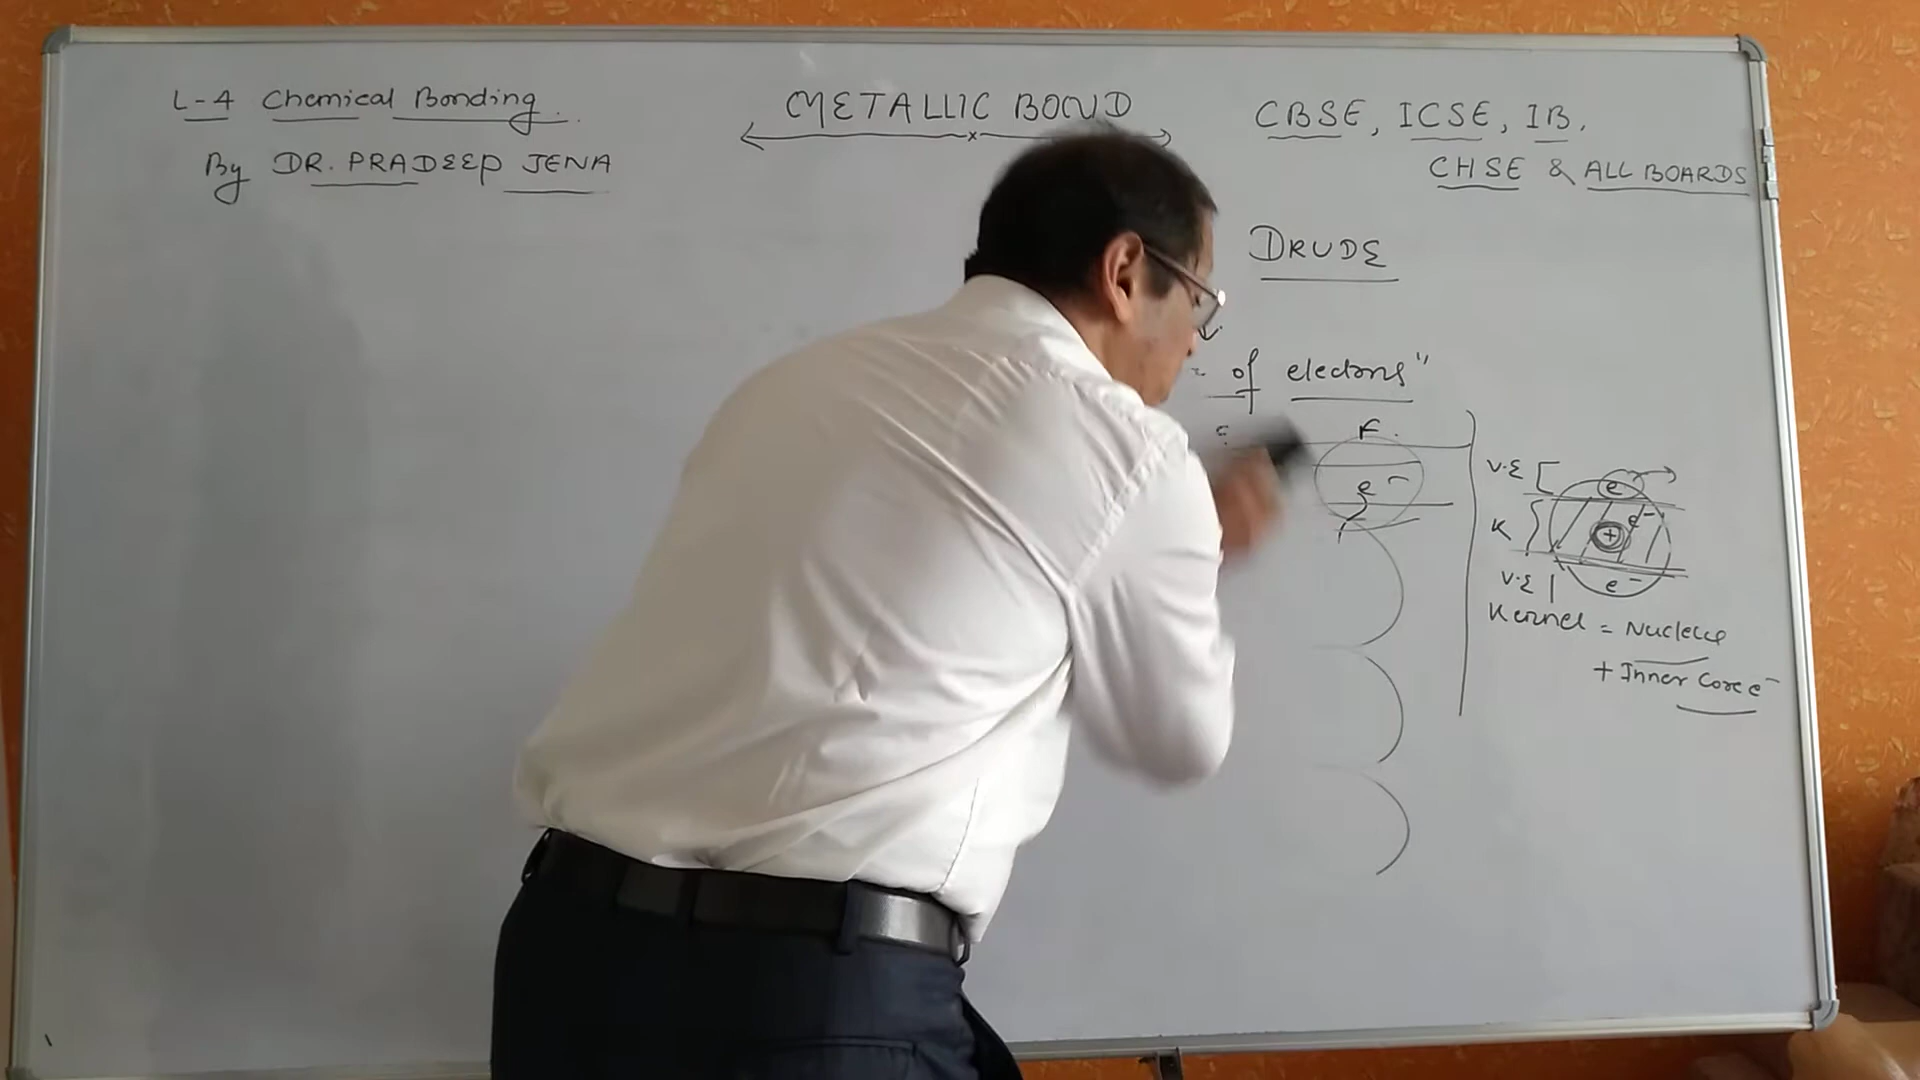 L-4 Chemical Bonding
By DR. PRADEEP JENA
METALLIC BOND
CBSE, ICSE, IB,
CHSE & ALL BOARDS
DRUDE
of electons"
F.
e-
V.E
e
K
e-
+
V.E
e-
Kernel = Nucleus
+ Inner Core e-